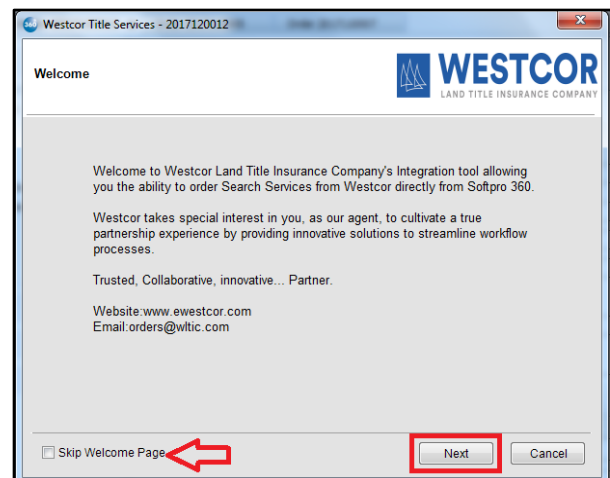 Westcor Title Services - 2017120012
Welcome
WESTCOR
LAND TITLE INSURANCE COMPANY
Welcome to Westcor Land Title Insurance Company's Integration tool allowing
you the ability to order Search Services from Westcor directly from Softpro 360.
Westcor takes special interest in you, as our agent, to cultivate a true
partnership experience by providing innovative solutions to streamline workflow
processes.
Trusted, Collaborative, innovative... Partner.
Website:www.ewestcor.com
Email:orders@wltic.com
Skip Welcome Page
Next
Cancel